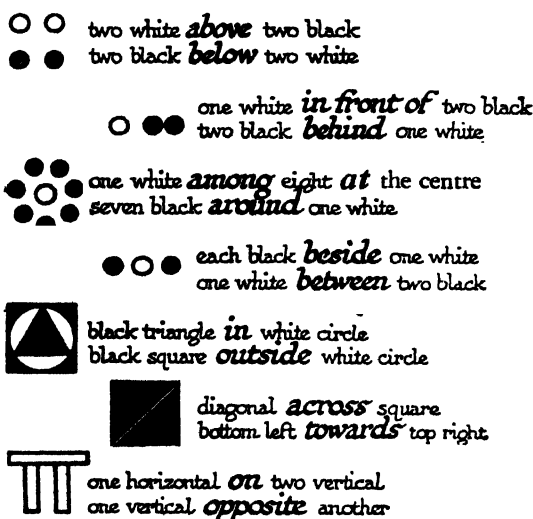 two white above two black
two black below two white
one white in front of two black
two black behind one white
one white among eight at the centre
seven black around one white
each black beside one white
one white between two black
black triangle in white circle
black square outside white circle
diagonal across square
bottom left towards top right
one horizontal on two vertical
one vertical opposite another